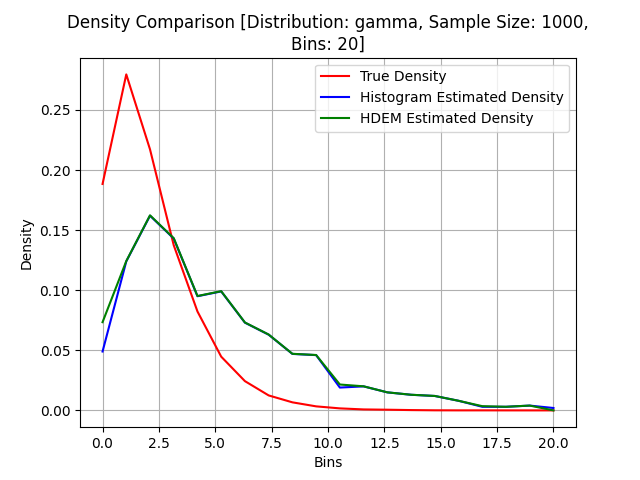 Density Comparison [Distribution: gamma, Sample Size: 1000,
Bins: 20]
True Density
Histogram Estimated Density
HDEM Estimated Density
Density
0.25
0.20
0.15
0.10
0.05
0.00
0.0 2.5 5.0 7.5 10.0 12.5 15.0 17.5 20.0
Bins